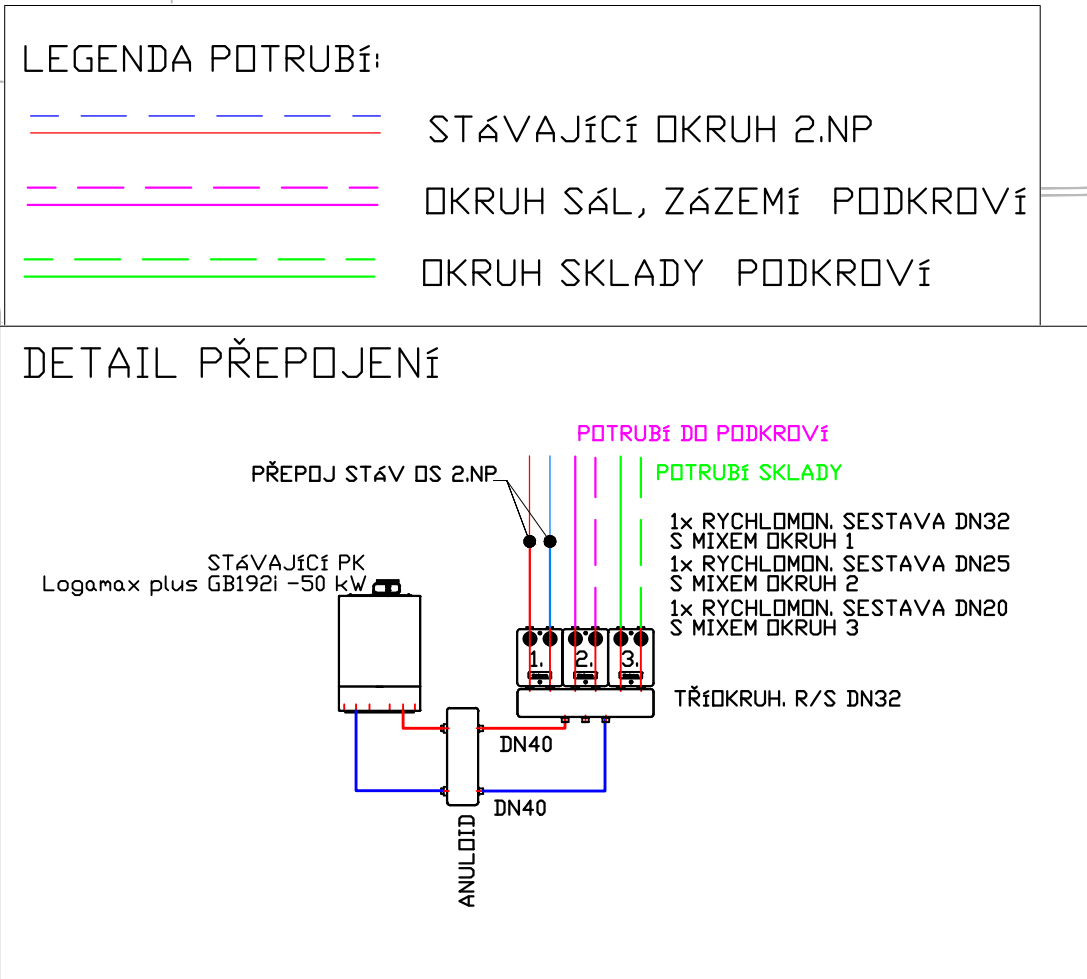 LEGENDA POTRUBÍ:
STÁVAJÍCÍ OKRUH 2.NP
OKRUH SÁL, ZÁZEMÍ PODKROVÍ
OKRUH SKLADY PODKROVÍ
DETAIL PŘEPOJENÍ
POTRUBÍ DO PODKROVÍ
PŘEPOJ STÁV OS 2.NP
POTRUBÍ SKLADY
1x RYCHLOMON. SESTAVA DN32
S MIXEM OKRUH 1
1x RYCHLOMON. SESTAVA DN25
S MIXEM OKRUH 2
1x RYCHLOMON. SESTAVA DN20
S MIXEM OKRUH 3
STÁVAJÍCÍ PK
Logamax plus GB192i -50 kW
1. 2. 3.
TŘÍOKRUH. R/S DN32
DN40
DN40
ANULOID